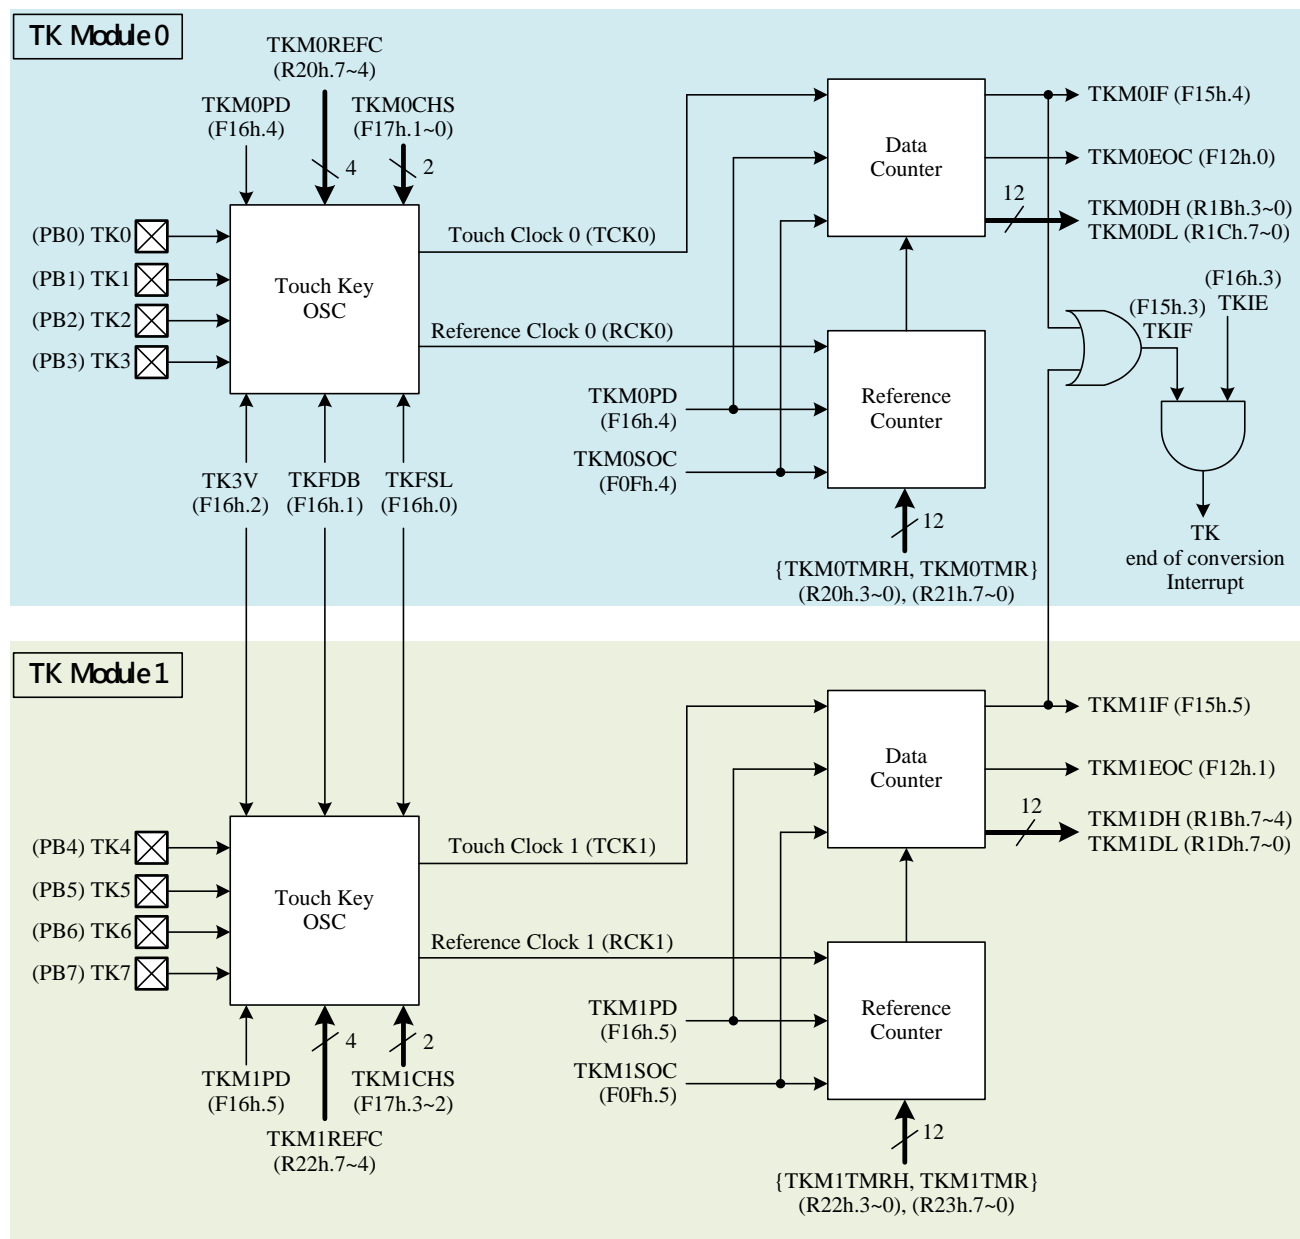 TK Module 0
TKM0REFC
(R20h.7~4)
TKM0PD
(F16h.4)
TKM0CHS
(F17h.1~0)
4
2
(PB0) TK0
(PB1) TK1
(PB2) TK2
(PB3) TK3
Touch Key
OSC
Touch Clock 0 (TCK0)
Reference Clock 0 (RCK0)
Data
Counter
TKM0IF (F15h.4)
TKM0EOC (F12h.0)
12
TKM0DH (R1Bh.3~0)
TKM0DL (R1Ch.7~0)
(F16h.3)
TKIE
(F15h.3)
TKIF
TKM0PD
(F16h.4)
TKM0SOC
(F0Fh.4)
Reference
Counter
12
{TKM0TMRH, TKM0TMR}
(R20h.3~0), (R21h.7~0)
TK
end of conversion
Interrupt
TK3V
(F16h.2)
TKFDB
(F16h.1)
TKFSL
(F16h.0)
TK Module 1
(PB4) TK4
(PB5) TK5
(PB6) TK6
(PB7) TK7
Touch Key
OSC
Touch Clock 1 (TCK1)
Reference Clock 1 (RCK1)
Data
Counter
TKM1IF (F15h.5)
TKM1EOC (F12h.1)
12
TKM1DH (R1Bh.7~4)
TKM1DL (R1Dh.7~0)
TKM1PD
(F16h.5)
TKM1SOC
(F0Fh.5)
Reference
Counter
12
{TKM1TMRH, TKM1TMR}
(R22h.3~0), (R23h.7~0)
4
2
TKM1PD
(F16h.5)
TKM1CHS
(F17h.3~2)
TKM1REFC
(R22h.7~4)